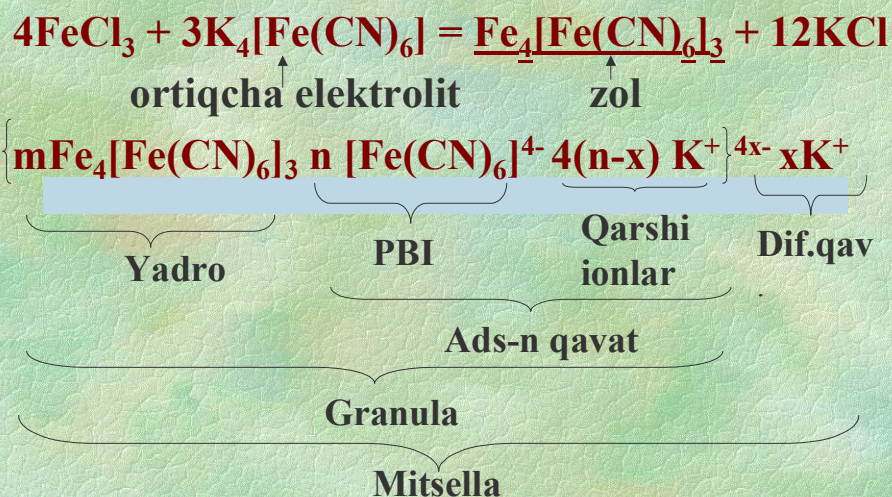 4FeCl₃ + 3K₄[Fe(CN)₆] = Fe₄[Fe(CN)₆]₃ + 12KCl
ortiqcha elektrolit zol
{mFe₄[Fe(CN)₆]₃ n [Fe(CN)₆]⁴⁻ 4(n-x) K⁺}⁴ˣ⁻ xK⁺
Yadro PBI Qarshi ionlar Dif.qav
Ads-n qavat
Granula
Mitsella